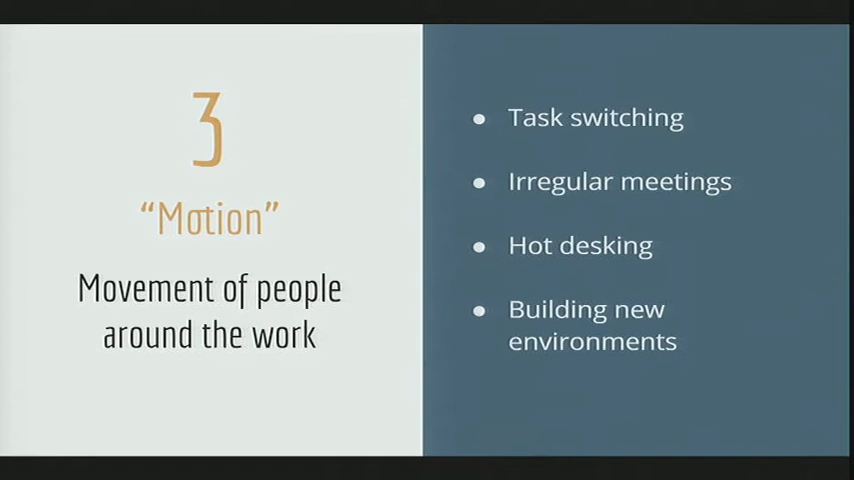 3
“Motion”
Movement of people
around the work
● Task switching
● Irregular meetings
● Hot desking
● Building new
environments